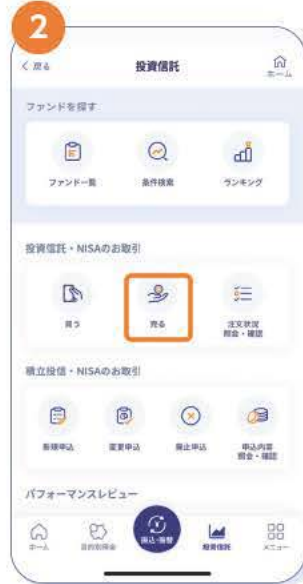 2
< 戻る 投資信託 ホーム
ファンドを探す
ファンド一覧 条件検索 ランキング
投資信託・NISAのお取引
買う 売る 注文状況
照会・確認
積立投信・NISAのお取引
新規申込 変更申込 廃止申込 申込内容
照会・確認
パフォーマンスレビュー
ホーム 目的別預金 振込・振替 投資信託 メニュー